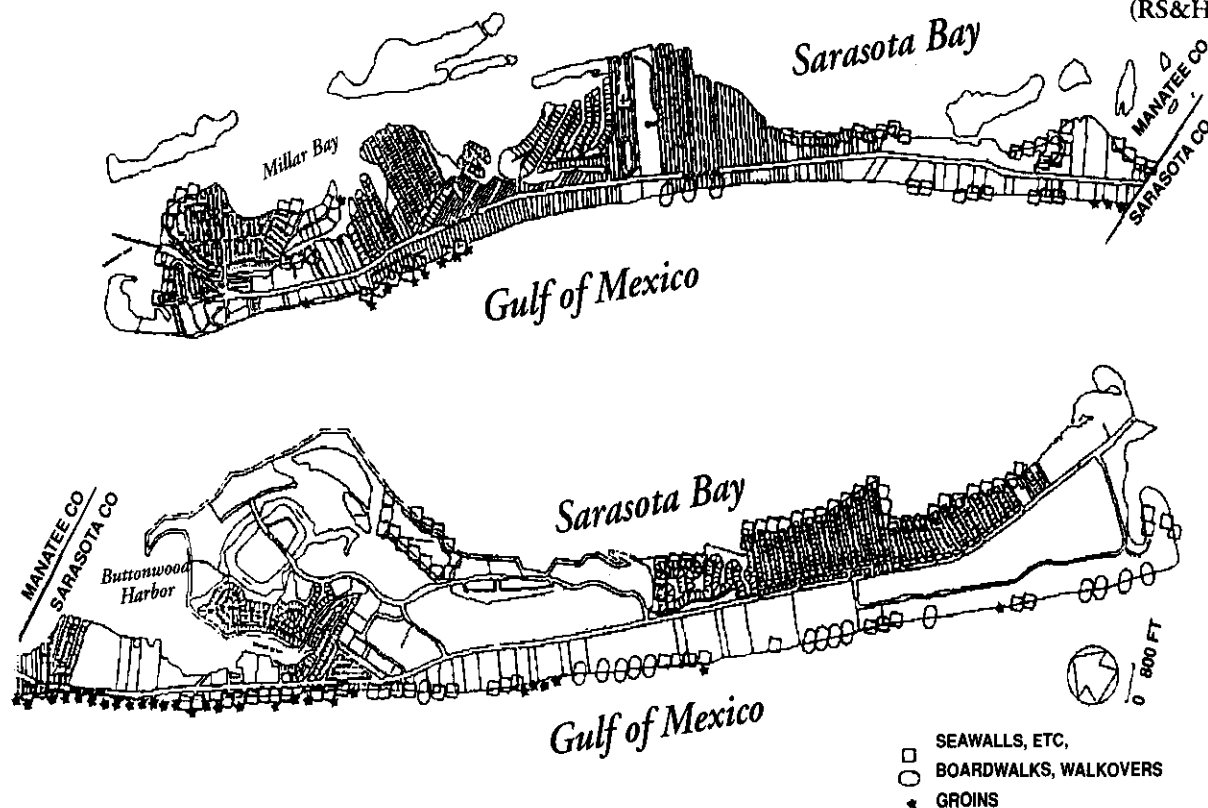 (RS&H
Sarasota Bay
MANATEE CO
SARASOTA CO
Millar Bay
Gulf of Mexico
Sarasota Bay
MANATEE CO
SARASOTA CO
Buttonwood
Harbor
Gulf of Mexico
0 800 FT
SEAWALLS, ETC,
BOARDWALKS, WALKOVERS
GROINS